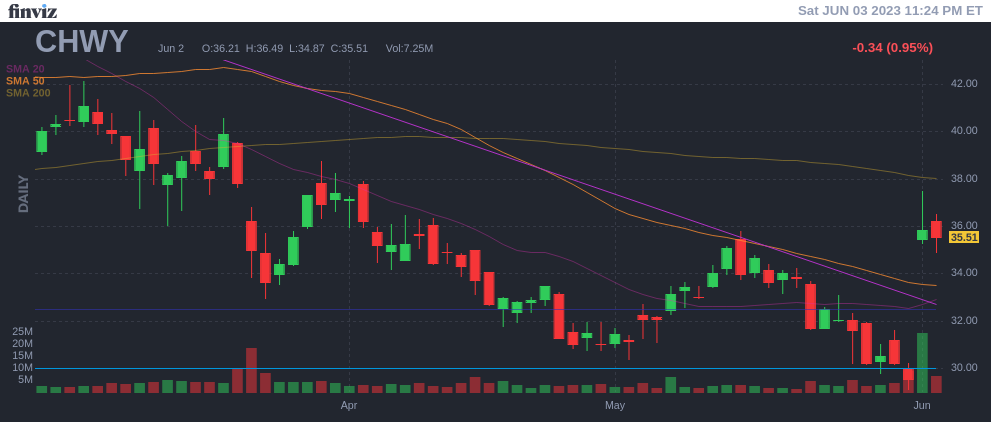 finviz
Sat JUN 03 2023 11:24 PM ET
CHWY
Jun 2 O:36.21 H:36.49 L:34.87 C:35.51 Vol:7.25M
-0.34 (0.95%)
SMA 20
SMA 50
SMA 200
DAILY
42.00
40.00
38.00
36.00
35.51
34.00
32.00
30.00
25M
20M
15M
10M
5M
Apr
May
Jun